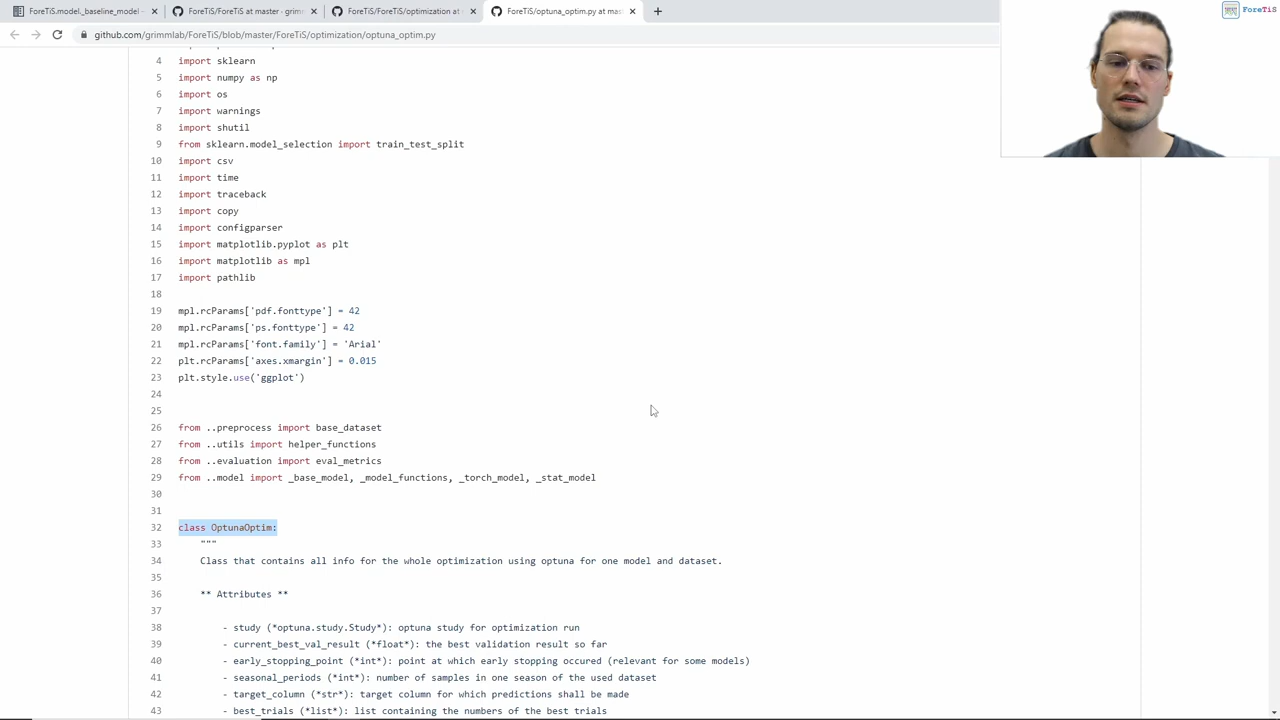 ForeTiS.model._baseline_model -
ForeTiS/ForeTiS at master · grimm
ForeTiS/ForeTiS/optimization at
ForeTiS/optuna_optim.py at mas
github.com/grimmlab/ForeTiS/blob/master/ForeTiS/optimization/optuna_optim.py
ForeTiS
4 import sklearn
5 import numpy as np
6 import os
7 import warnings
8 import shutil
9 from sklearn.model_selection import train_test_split
10 import csv
11 import time
12 import traceback
13 import copy
14 import configparser
15 import matplotlib.pyplot as plt
16 import matplotlib as mpl
17 import pathlib
18
19 mpl.rcParams['pdf.fonttype'] = 42
20 mpl.rcParams['ps.fonttype'] = 42
21 mpl.rcParams['font.family'] = 'Arial'
22 plt.rcParams['axes.xmargin'] = 0.015
23 plt.style.use('ggplot')
24
25
26 from ..preprocess import base_dataset
27 from ..utils import helper_functions
28 from ..evaluation import eval_metrics
29 from ..model import _base_model, _model_functions, _torch_model, _stat_model
30
31
32 class OptunaOptim:
33 """
34 Class that contains all info for the whole optimization using optuna for one model and dataset.
35
36 ** Attributes **
37
38 - study (*optuna.study.Study*): optuna study for optimization run
39 - current_best_val_result (*float*): the best validation result so far
40 - early_stopping_point (*int*): point at which early stopping occured (relevant for some models)
41 - seasonal_periods (*int*): number of samples in one season of the used dataset
42 - target_column (*str*): target column for which predictions shall be made
43 - best_trials (*list*): list containing the numbers of the best trials